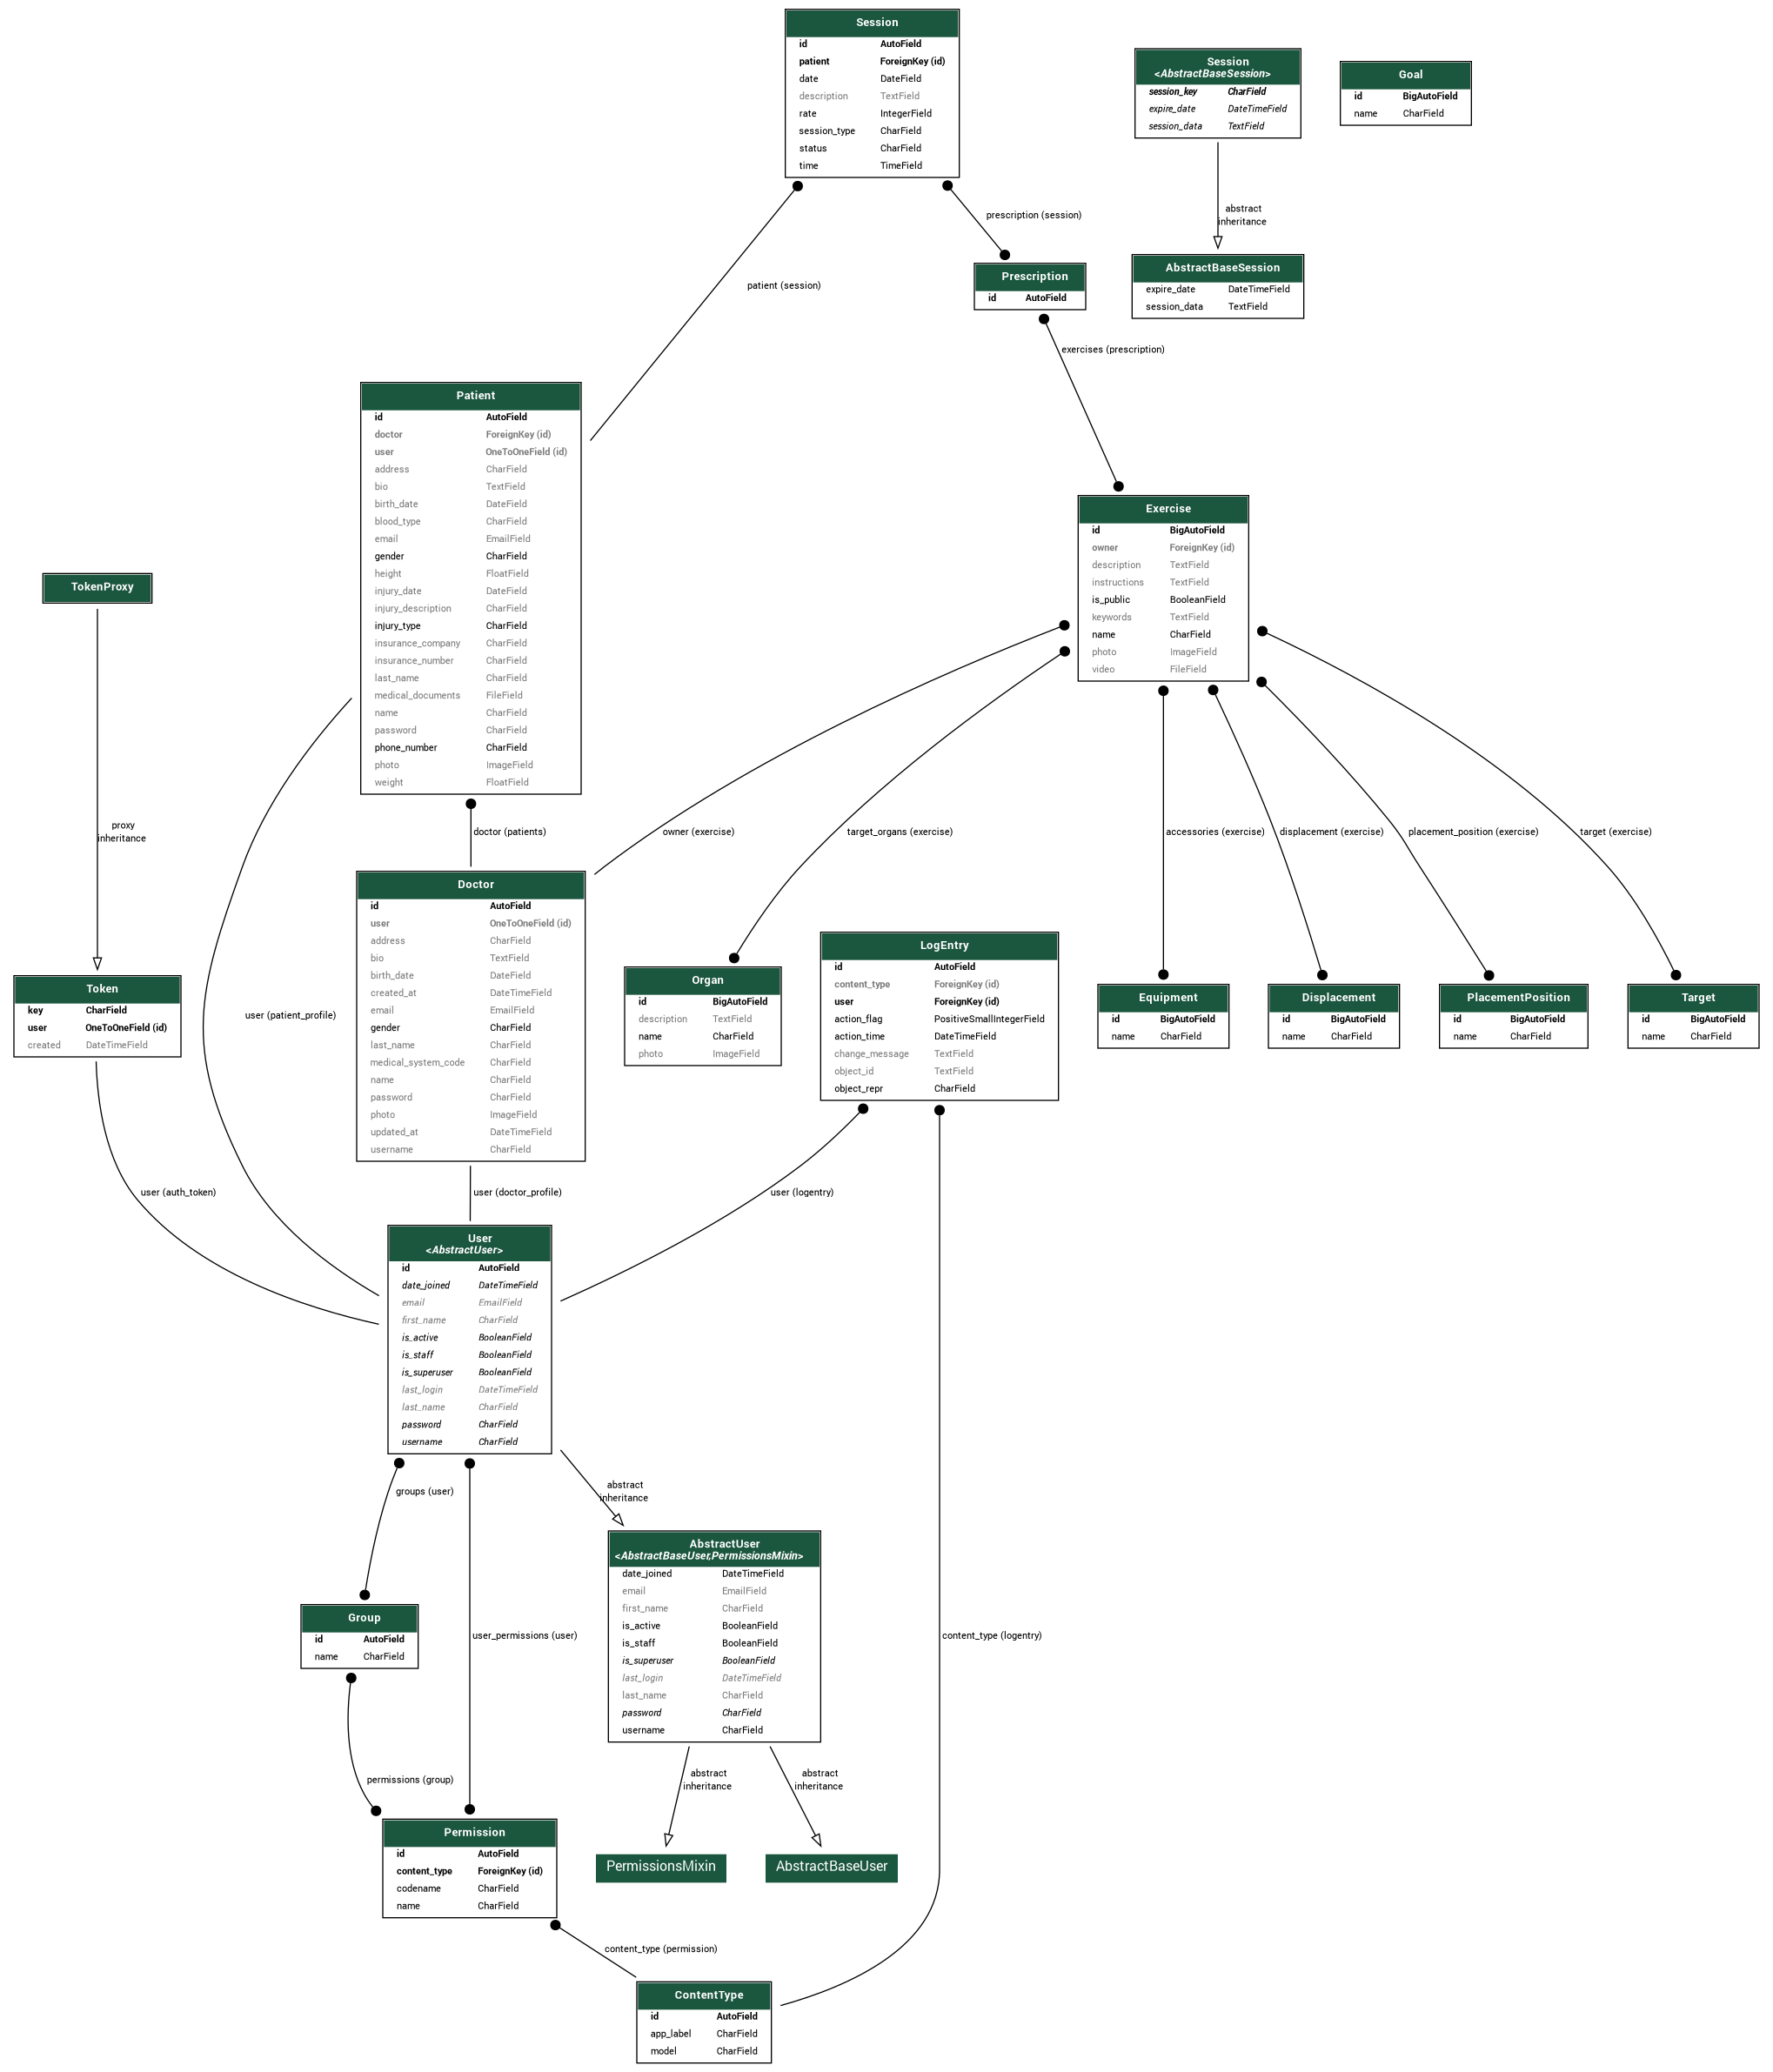 Session
id AutoField
patient ForeignKey (id)
date DateField
description TextField
rate IntegerField
session_type CharField
status CharField
time TimeField
Session
<AbstractBaseSession>
session_key CharField
expire_date DateTimeField
session_data TextField
Goal
id BigAutoField
name CharField
abstract
inheritance
prescription (session)
patient (session)
Prescription
id AutoField
AbstractBaseSession
expire_date DateTimeField
session_data TextField
exercises (prescription)
Patient
id AutoField
doctor ForeignKey (id)
user OneToOneField (id)
address CharField
bio TextField
birth_date DateField
blood_type CharField
email EmailField
gender CharField
height FloatField
injury_date DateField
injury_description CharField
injury_type CharField
insurance_company CharField
insurance_number CharField
last_name CharField
medical_documents FileField
name CharField
password CharField
phone_number CharField
photo ImageField
weight FloatField
Exercise
id BigAutoField
owner ForeignKey (id)
description TextField
instructions TextField
is_public BooleanField
keywords TextField
name CharField
photo ImageField
video FileField
TokenProxy
proxy
inheritance
doctor (patients)
owner (exercise)
target_organs (exercise)
accessories (exercise)
displacement (exercise)
placement_position (exercise)
target (exercise)
Doctor
id AutoField
user OneToOneField (id)
address CharField
bio TextField
birth_date DateField
created_at DateTimeField
email EmailField
gender CharField
last_name CharField
medical_system_code CharField
name CharField
password CharField
photo ImageField
updated_at DateTimeField
username CharField
Token
key CharField
user OneToOneField (id)
created DateTimeField
user (patient_profile)
Organ
id BigAutoField
description TextField
name CharField
photo ImageField
LogEntry
id AutoField
content_type ForeignKey (id)
user ForeignKey (id)
action_flag PositiveSmallIntegerField
action_time DateTimeField
change_message TextField
object_id TextField
object_repr CharField
Equipment
id BigAutoField
name CharField
Displacement
id BigAutoField
name CharField
PlacementPosition
id BigAutoField
name CharField
Target
id BigAutoField
name CharField
user (auth_token)
user (doctor_profile)
user (logentry)
User
<AbstractUser>
id AutoField
date_joined DateTimeField
email EmailField
first_name CharField
is_active BooleanField
is_staff BooleanField
is_superuser BooleanField
last_login DateTimeField
last_name CharField
password CharField
username CharField
groups (user)
abstract
inheritance
AbstractUser
<AbstractBaseUser,PermissionsMixin>
date_joined DateTimeField
email EmailField
first_name CharField
is_active BooleanField
is_staff BooleanField
is_superuser BooleanField
last_login DateTimeField
last_name CharField
password CharField
username CharField
Group
id AutoField
name CharField
user_permissions (user)
content_type (logentry)
permissions (group)
abstract
inheritance
abstract
inheritance
Permission
id AutoField
content_type ForeignKey (id)
codename CharField
name CharField
PermissionsMixin
AbstractBaseUser
content_type (permission)
ContentType
id AutoField
app_label CharField
model CharField